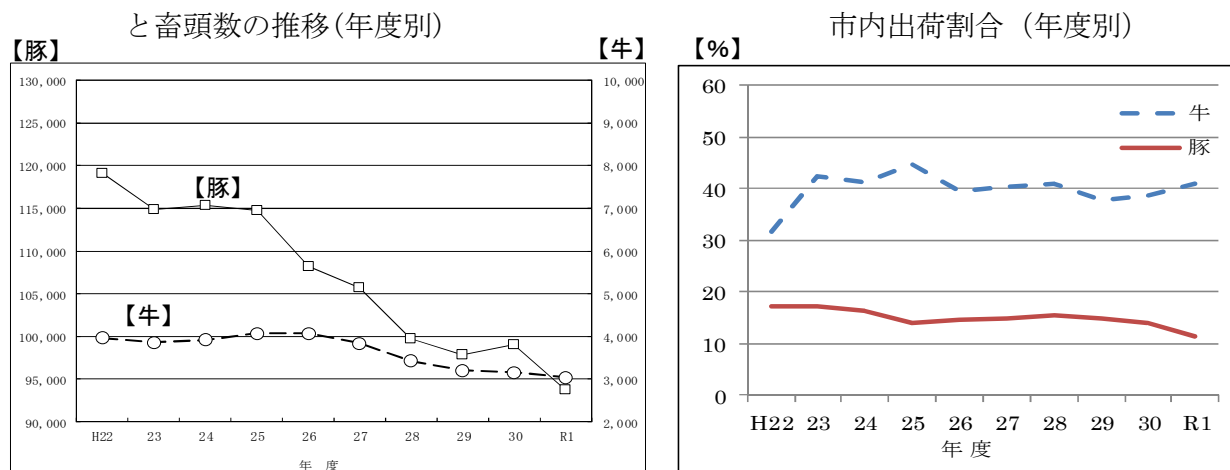 と畜頭数の推移(年度別)
【豚】
【牛】
130,000
125,000
120,000
115,000
110,000
105,000
100,000
95,000
90,000
10,000
9,000
8,000
7,000
6,000
5,000
4,000
3,000
2,000
【豚】
【牛】
H22 23 24 25 26 27 28 29 30 R1
年 度
市内出荷割合 (年度別)
【%】
60
50
40
30
20
10
0
牛
豚
H22 23 24 25 26 27 28 29 30 R1
年 度